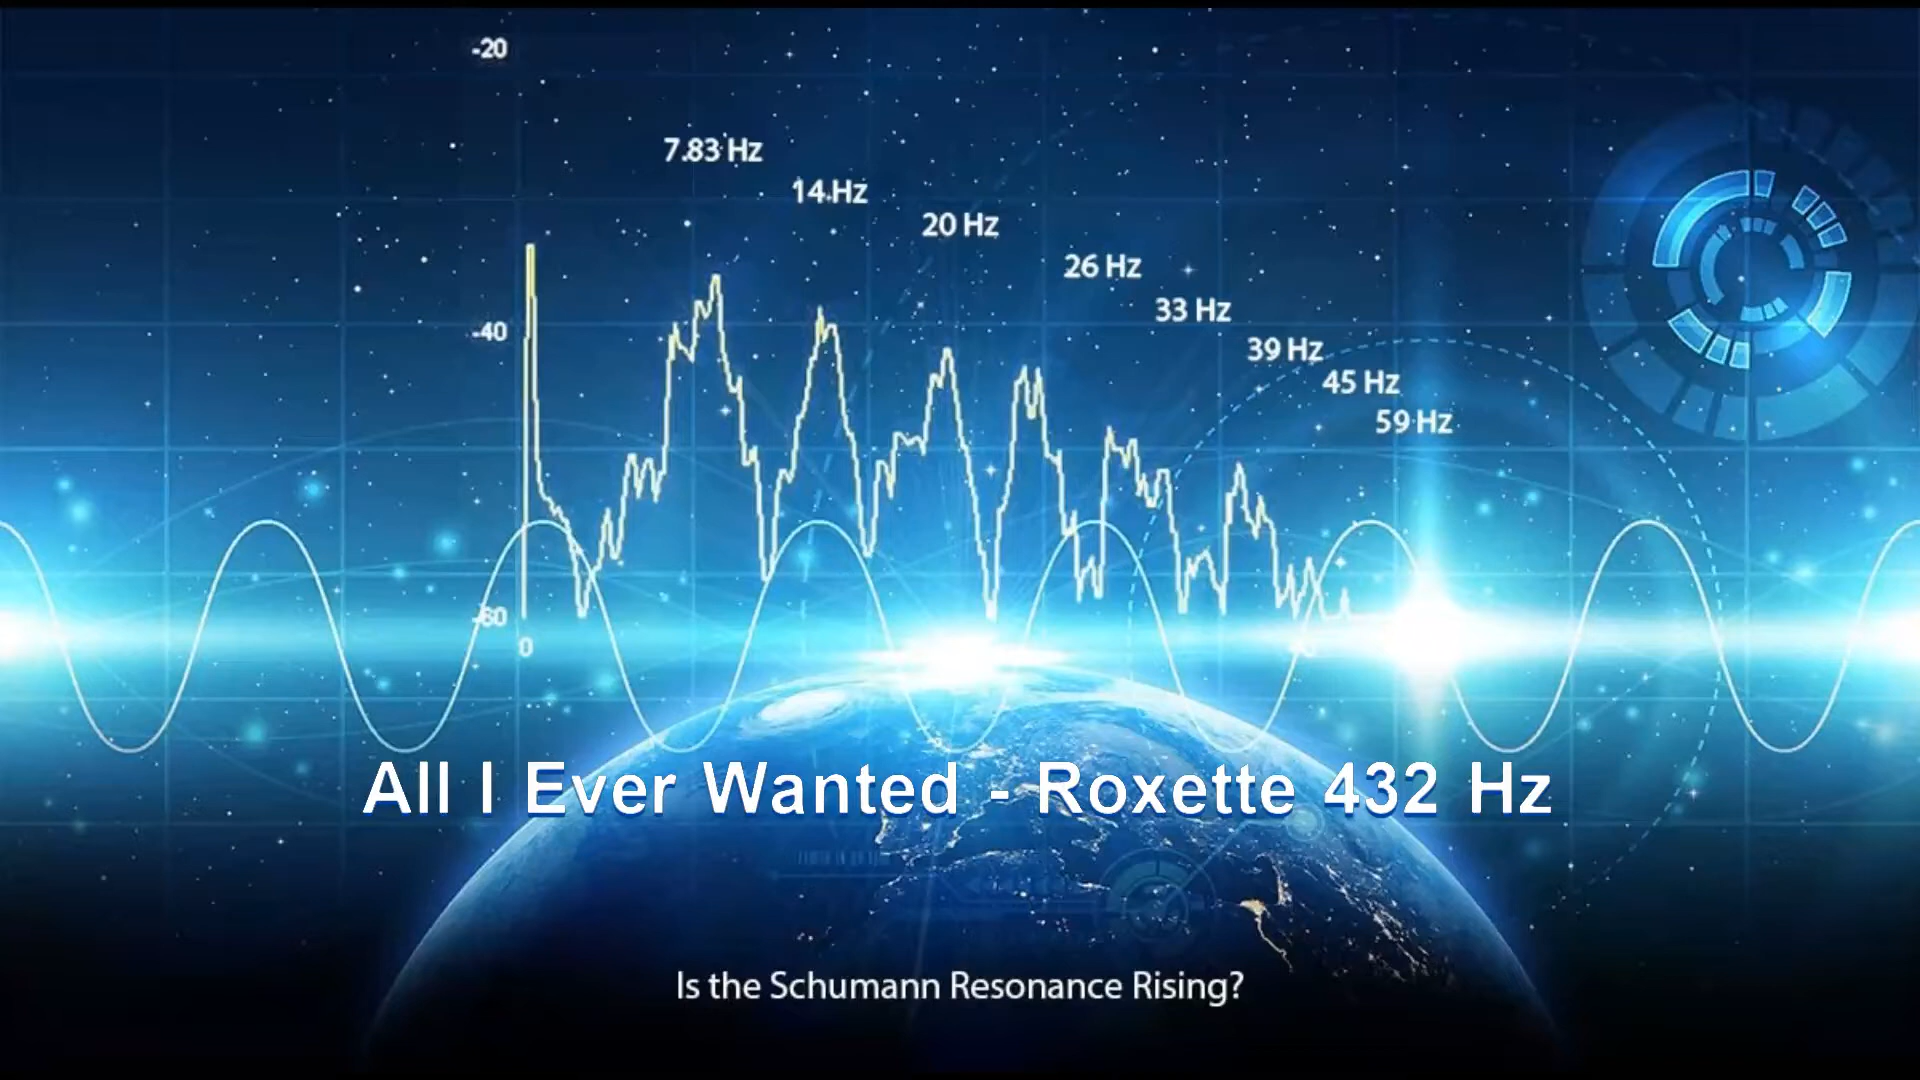 -20
7.83 Hz
14 Hz
20 Hz
26 Hz
33 Hz
-40
39 Hz
45 Hz
59 Hz
-60
0
All I Ever Wanted - Roxette 432 Hz
Is the Schumann Resonance Rising?